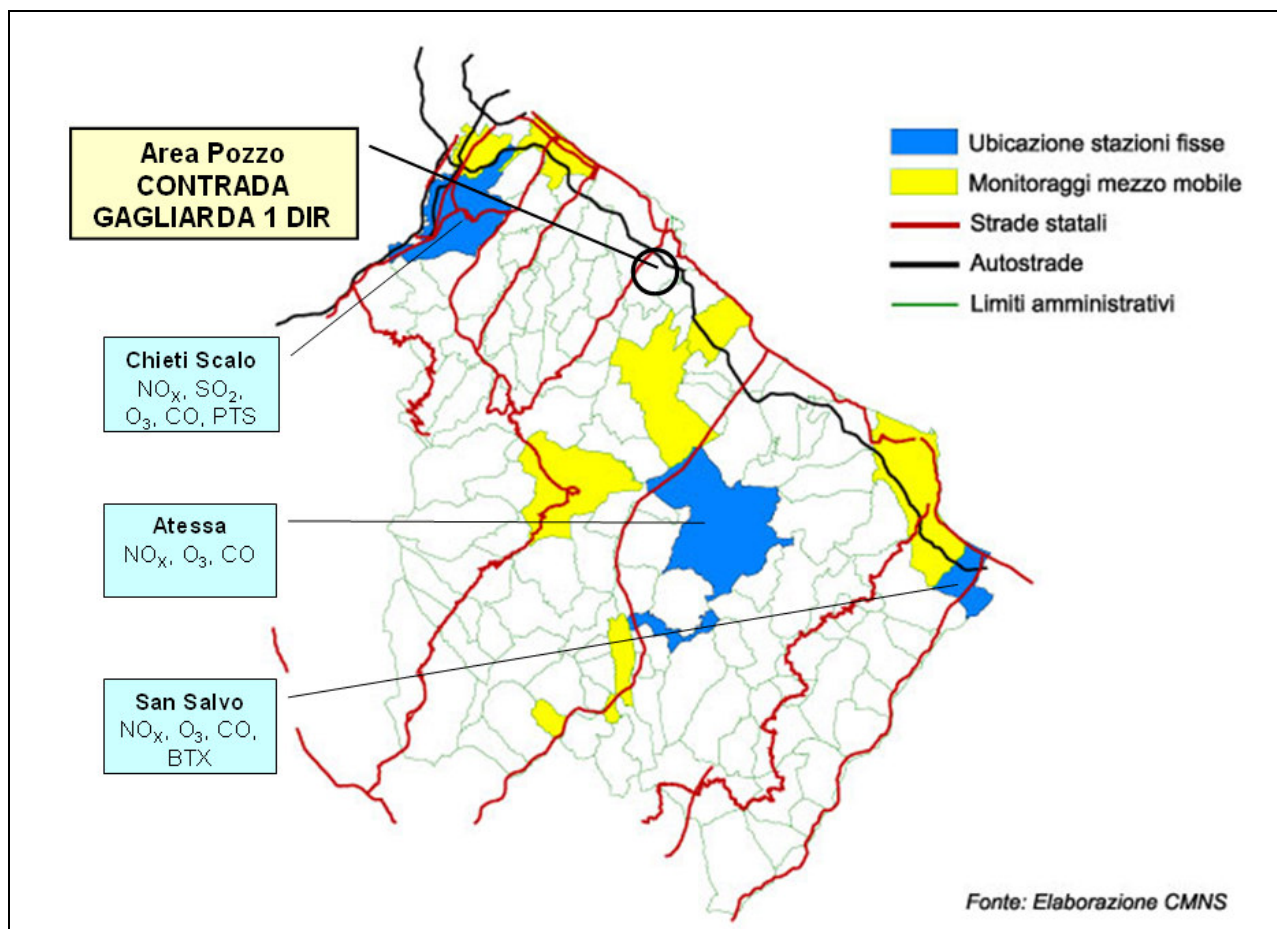 Area Pozzo
CONTRADA
GAGLIARDA 1 DIR
Ubicazione stazioni fisse
Monitoraggi mezzo mobile
Strade statali
Autostrade
Limiti amministrativi
Chieti Scalo
NOₓ, SO₂,
O₃, CO, PTS
Atessa
NOₓ, O₃, CO
San Salvo
NOₓ, O₃, CO,
BTX
Fonte: Elaborazione CMNS